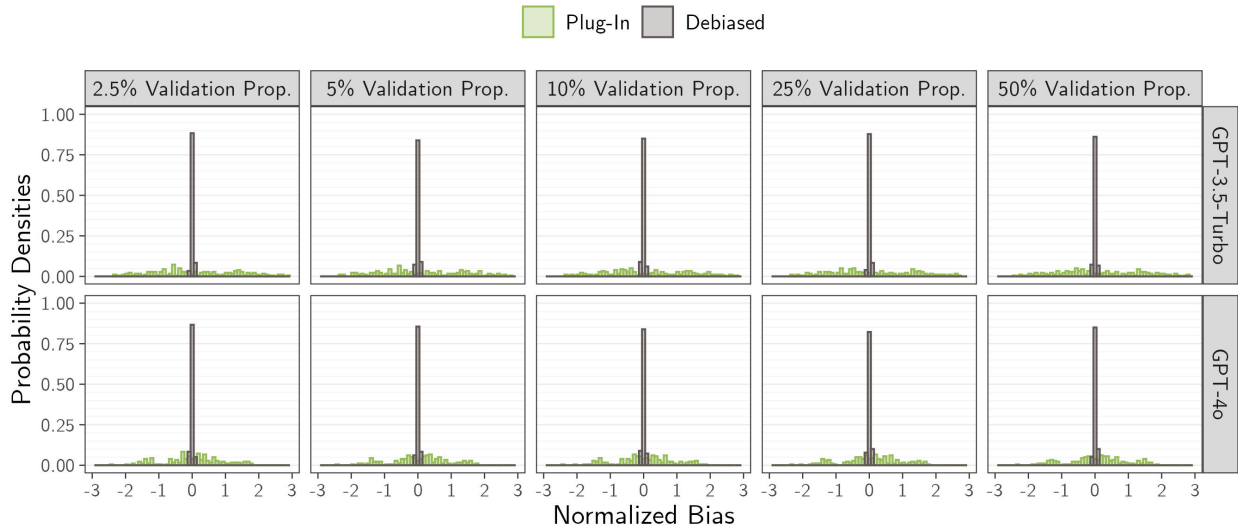 Plug-In Debiased
2.5% Validation Prop. 5% Validation Prop. 10% Validation Prop. 25% Validation Prop. 50% Validation Prop.
Probability Densities
1.00
0.75
0.50
0.25
0.00
GPT-3.5-Turbo
1.00
0.75
0.50
0.25
0.00
GPT-4o
-3 -2 -1 0 1 2 3 -3 -2 -1 0 1 2 3 -3 -2 -1 0 1 2 3 -3 -2 -1 0 1 2 3 -3 -2 -1 0 1 2 3
Normalized Bias